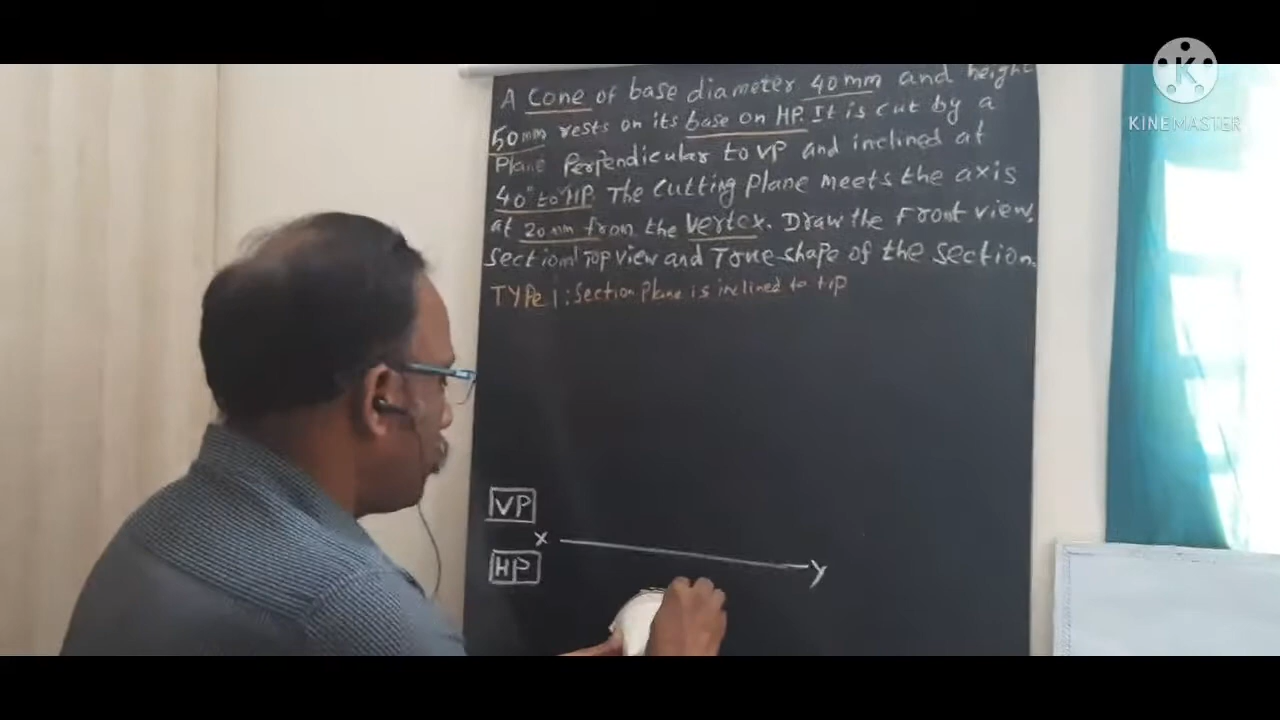 A Cone of base diameter 40mm and height
50mm rests on its base on HP. It is cut by a
Plane Perpendicular to VP and inclined at
40° to HP. The Cutting Plane meets the axis
at 20mm from the vertex. Draw the Front view,
Sectional Top view and True shape of the section.
TYPe 1: Section Plane is inclined to HP
VP
X
HP
Y
K
KINEMASTER